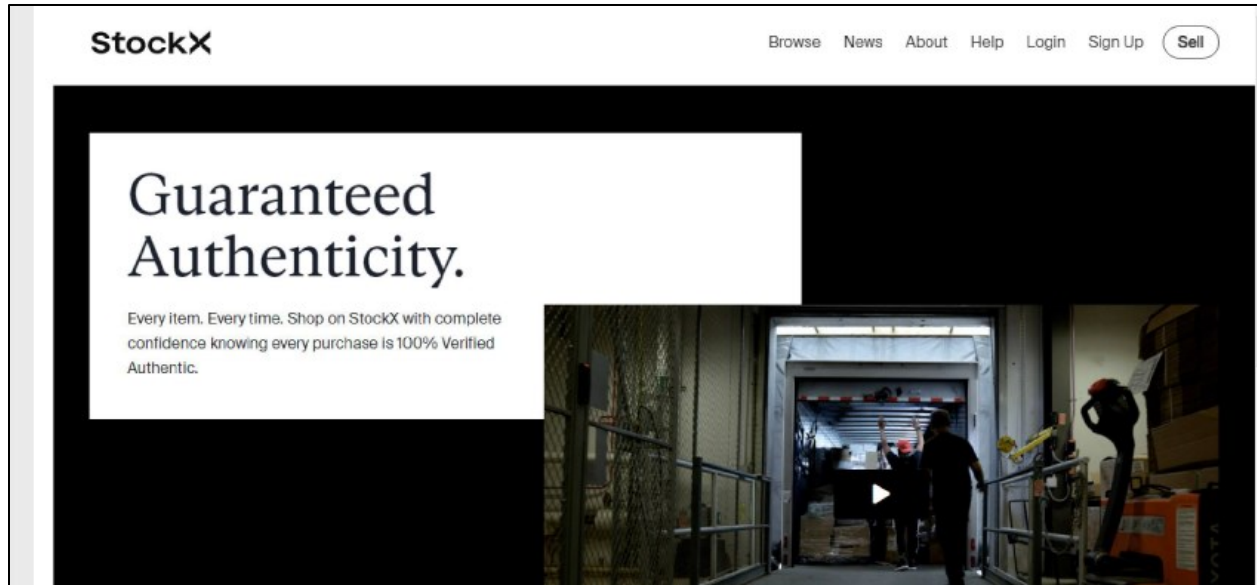 StockX
Browse News About Help Login Sign Up Sell
Guaranteed
Authenticity.
Every item. Every time. Shop on StockX with complete
confidence knowing every purchase is 100% Verified
Authentic.